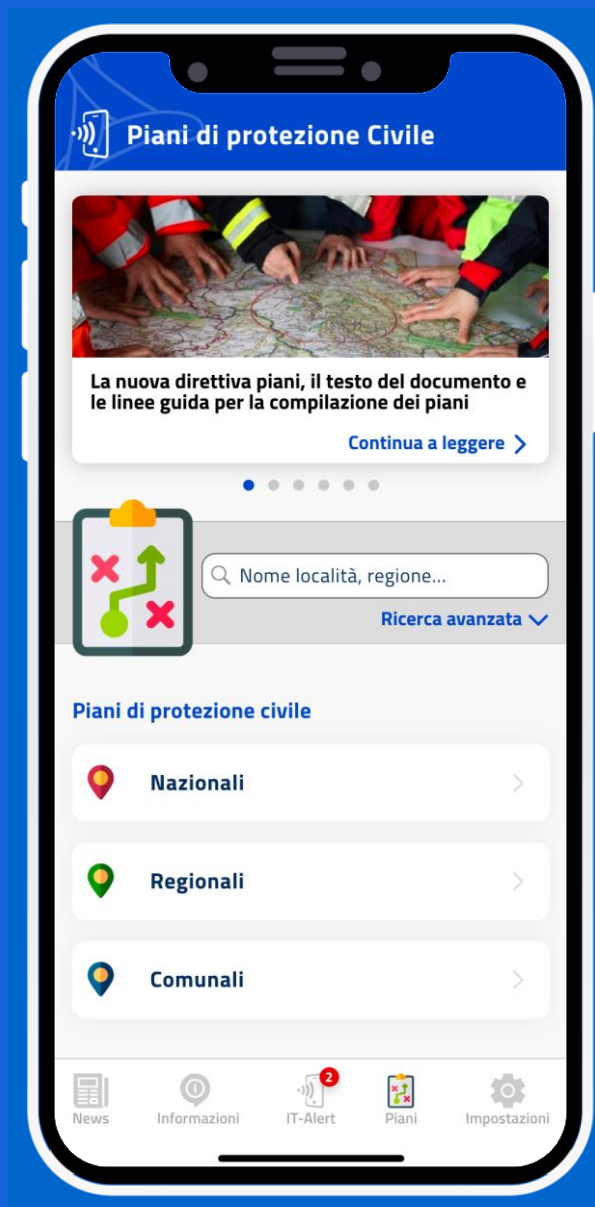 Piani di protezione Civile
La nuova direttiva piani, il testo del documento e
le linee guida per la compilazione dei piani
Continua a leggere
Nome località, regione...
Ricerca avanzata
Piani di protezione civile
Nazionali
Regionali
Comunali
2
News Informazioni IT-Alert Piani Impostazioni